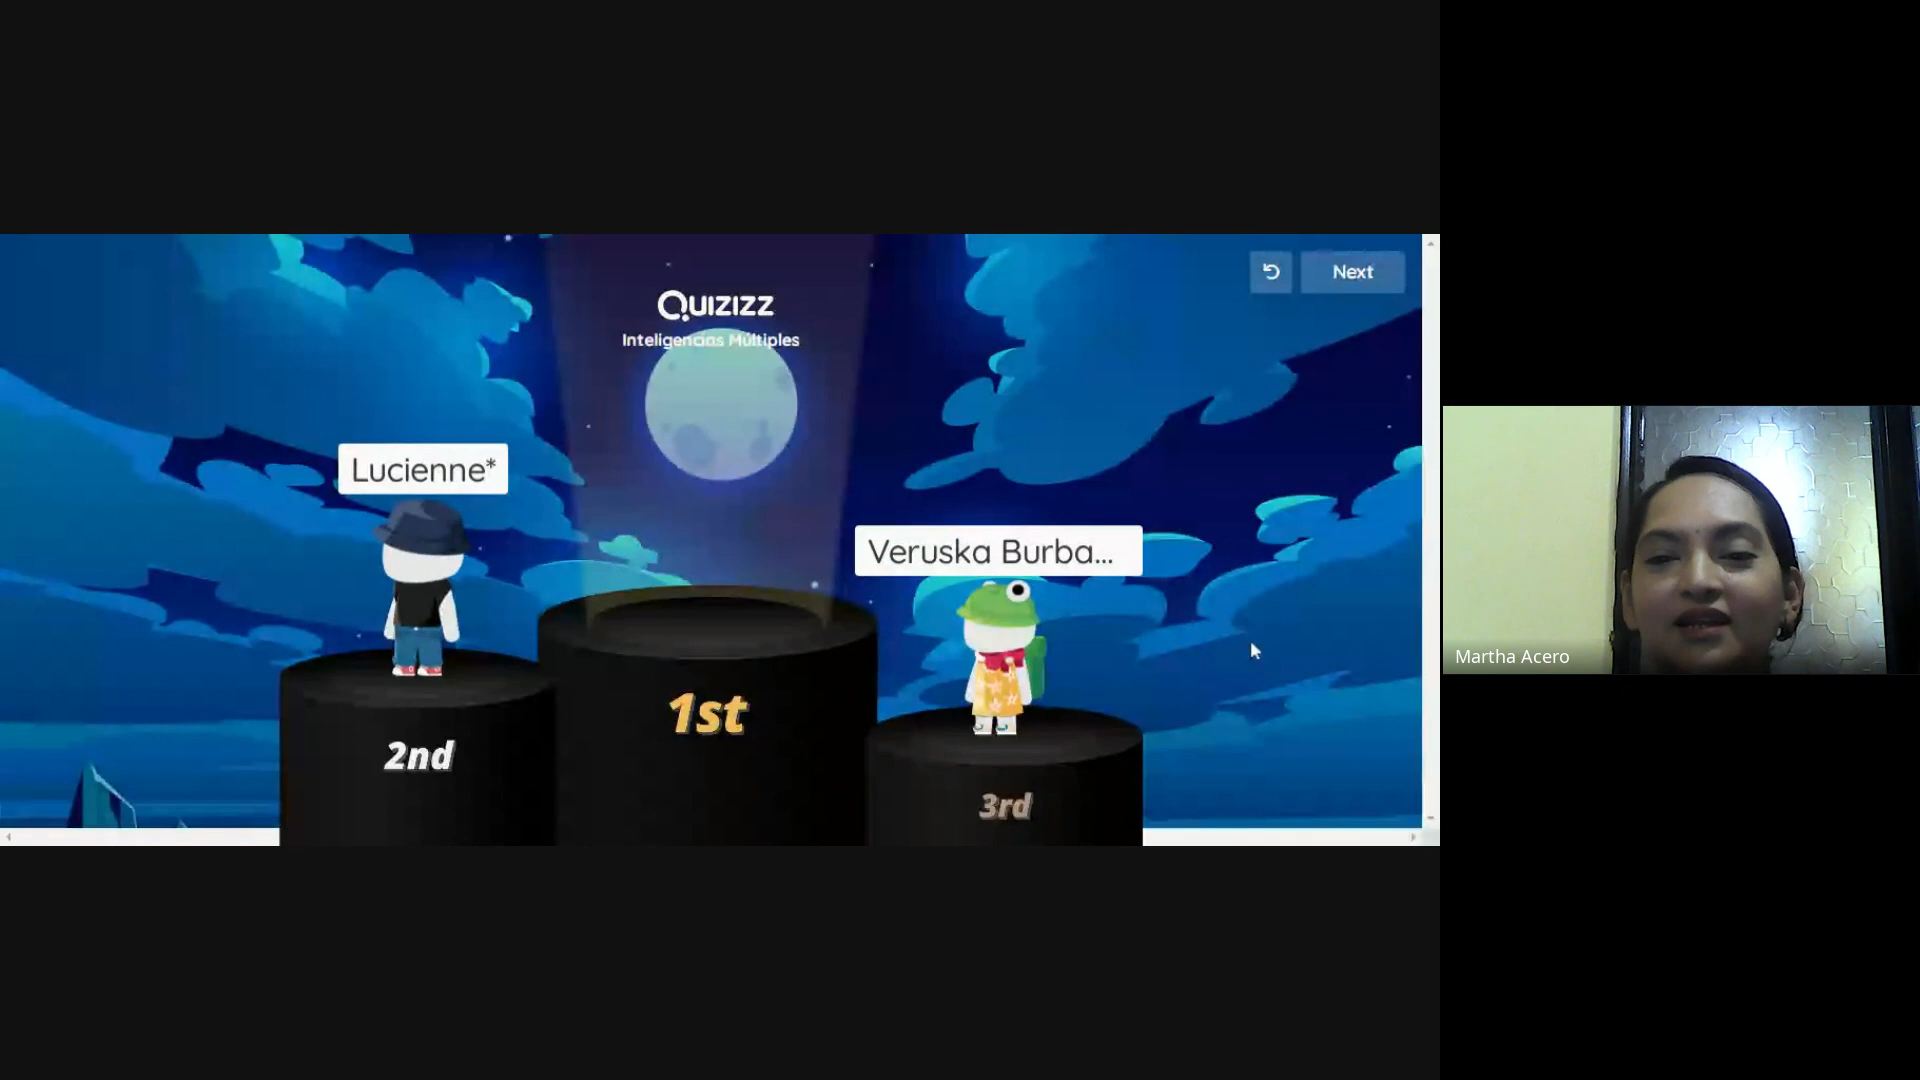 Next
QUIZIZZ
Inteligencias Múltiples
Lucienne*
Veruska Burba...
1st
2nd
3rd
Martha Acero